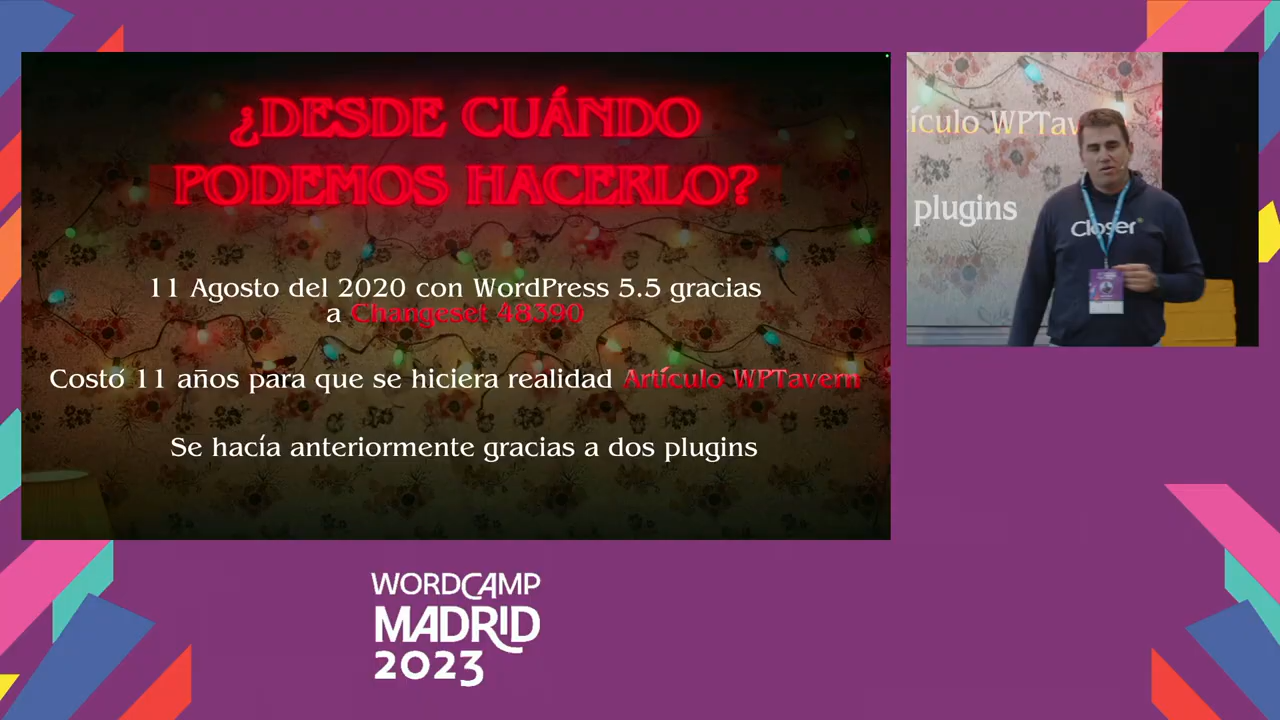 ¿DESDE CUÁNDO
PODEMOS HACERLO?
11 Agosto del 2020 con WordPress 5.5 gracias
a Changeset 48390
Costó 11 años para que se hiciera realidad Artículo WPTavern
Se hacía anteriormente gracias a dos plugins
ículo WPTav
plugins
Closer
WORDCAMP
MADRID
2023